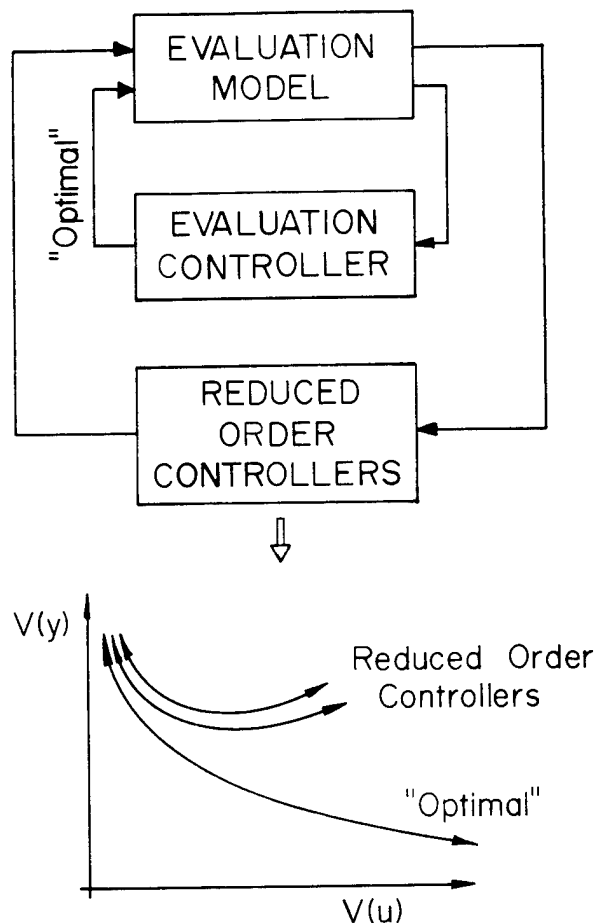 EVALUATION
MODEL
"Optimal"
EVALUATION
CONTROLLER
REDUCED
ORDER
CONTROLLERS
V(y)
Reduced Order
Controllers
"Optimal"
V(u)